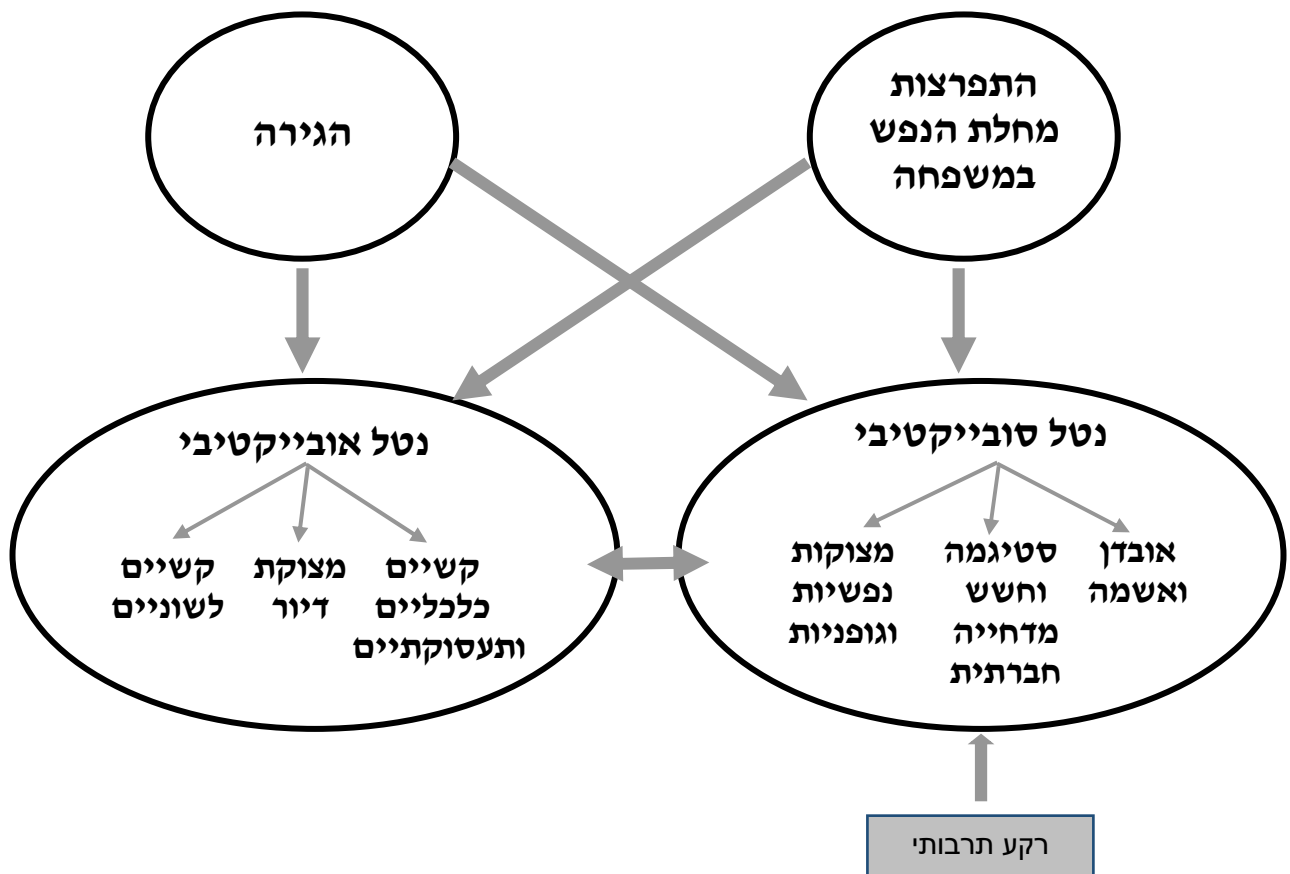 התפרצות
מחלת הנפש
במשפחה
הגירה
נטל סובייקטיבי
אובדן
ואשמה
סטיגמה
וחשש
מדחייה
חברתית
מצוקות
נפשיות
וגופניות
נטל אובייקטיבי
קשיים
כלכליים
ותעסוקתיים
מצוקת
דיור
קשיים
לשוניים
רקע תרבותי